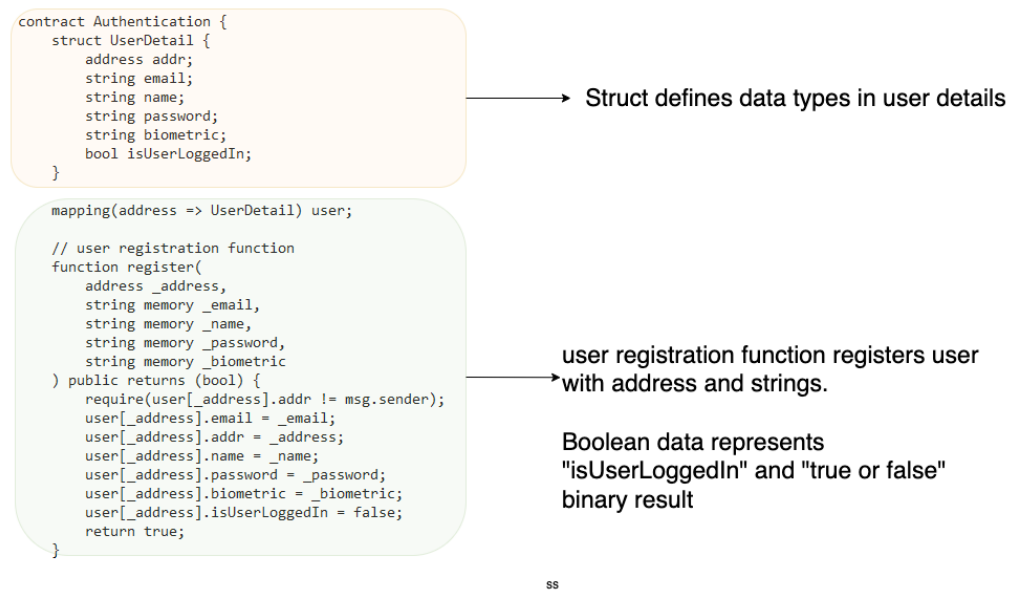 contract Authentication {
    struct UserDetail {
        address addr;
        string email;
        string name;
        string password;
        string biometric;
        bool isUserLoggedIn;
    }
Struct defines data types in user details
    mapping(address => UserDetail) user;

    // user registration function
    function register(
        address _address,
        string memory _email,
        string memory _name,
        string memory _password,
        string memory _biometric
    ) public returns (bool) {
        require(user[_address].addr != msg.sender);
        user[_address].email = _email;
        user[_address].addr = _address;
        user[_address].name = _name;
        user[_address].password = _password;
        user[_address].biometric = _biometric;
        user[_address].isUserLoggedIn = false;
        return true;
    }
user registration function registers user
with address and strings.
Boolean data represents
"isUserLoggedIn" and "true or false"
binary result
ss